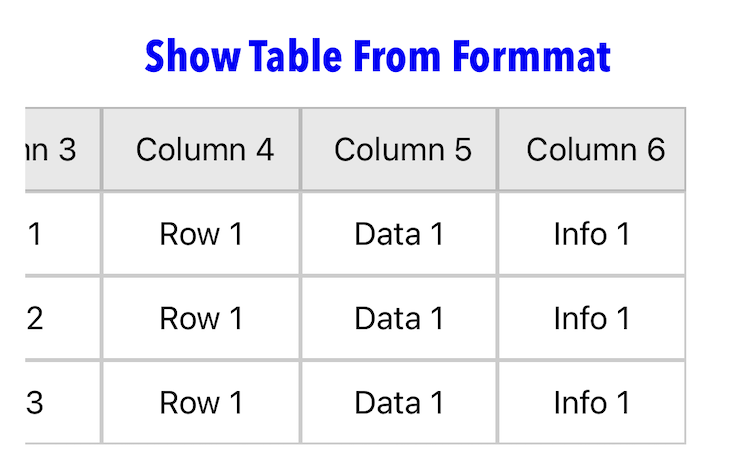 Show Table From Formmat
n 3 Column 4 Column 5 Column 6
1 Row 1 Data 1 Info 1
2 Row 1 Data 1 Info 1
3 Row 1 Data 1 Info 1